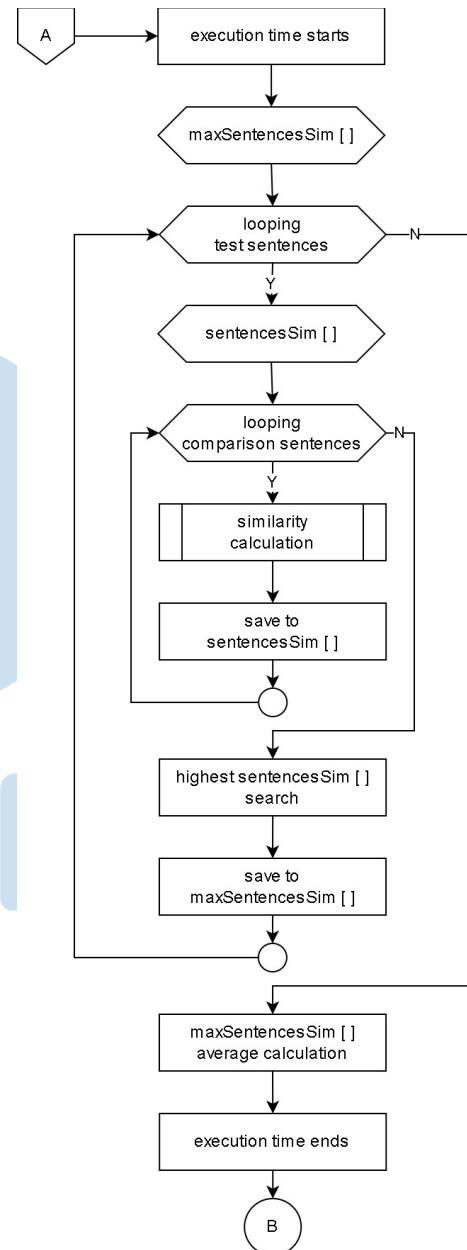 A
execution time starts
maxSentencesSim [ ]
looping
test sentences
N
Y
sentencesSim [ ]
looping
comparison sentences
N
Y
similarity
calculation
save to
sentencesSim [ ]
highest sentencesSim [ ]
search
save to
maxSentencesSim [ ]
maxSentencesSim [ ]
average calculation
execution time ends
B